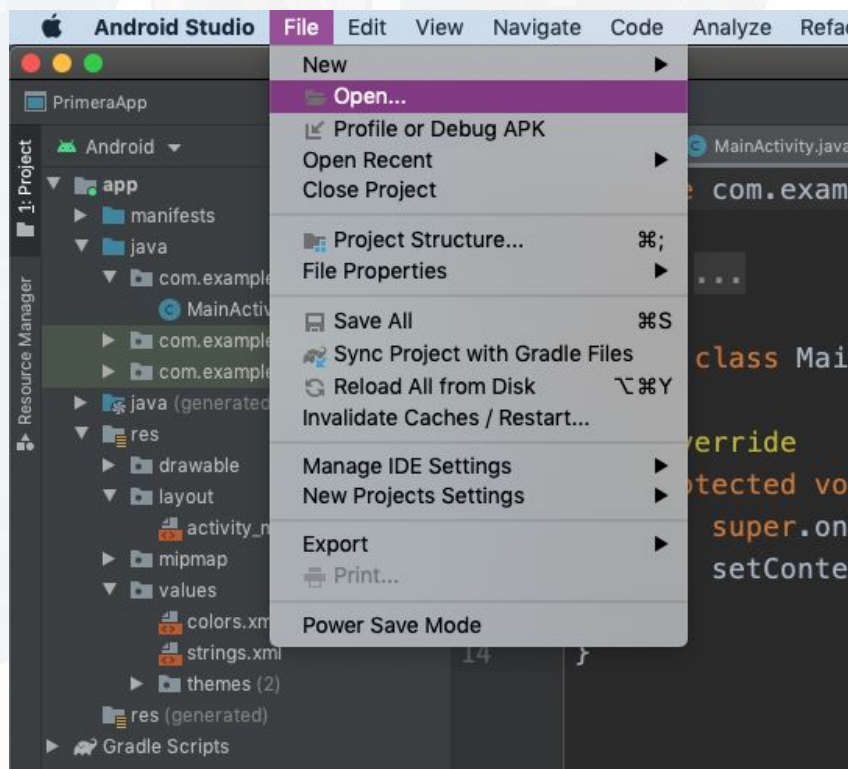 Android Studio File Edit View Navigate Code Analyze Refac
PrimeraApp
1: Project
Resource Manager
Android
app
manifests
java
com.example
MainActiv
com.example
com.example
java (generated
res
drawable
layout
activity_m
mipmap
values
colors.xm
strings.xml
themes (2)
res (generated)
Gradle Scripts
New
Open...
Profile or Debug APK
Open Recent
Close Project
Project Structure... ⌘;
File Properties
Save All ⌘S
Sync Project with Gradle Files
Reload All from Disk ⌥⌘Y
Invalidate Caches / Restart...
Manage IDE Settings
New Projects Settings
Export
Print...
Power Save Mode
MainActivity.java
com.exam
...
class Mai
verride
tected vo
super.on
setConte
14 }